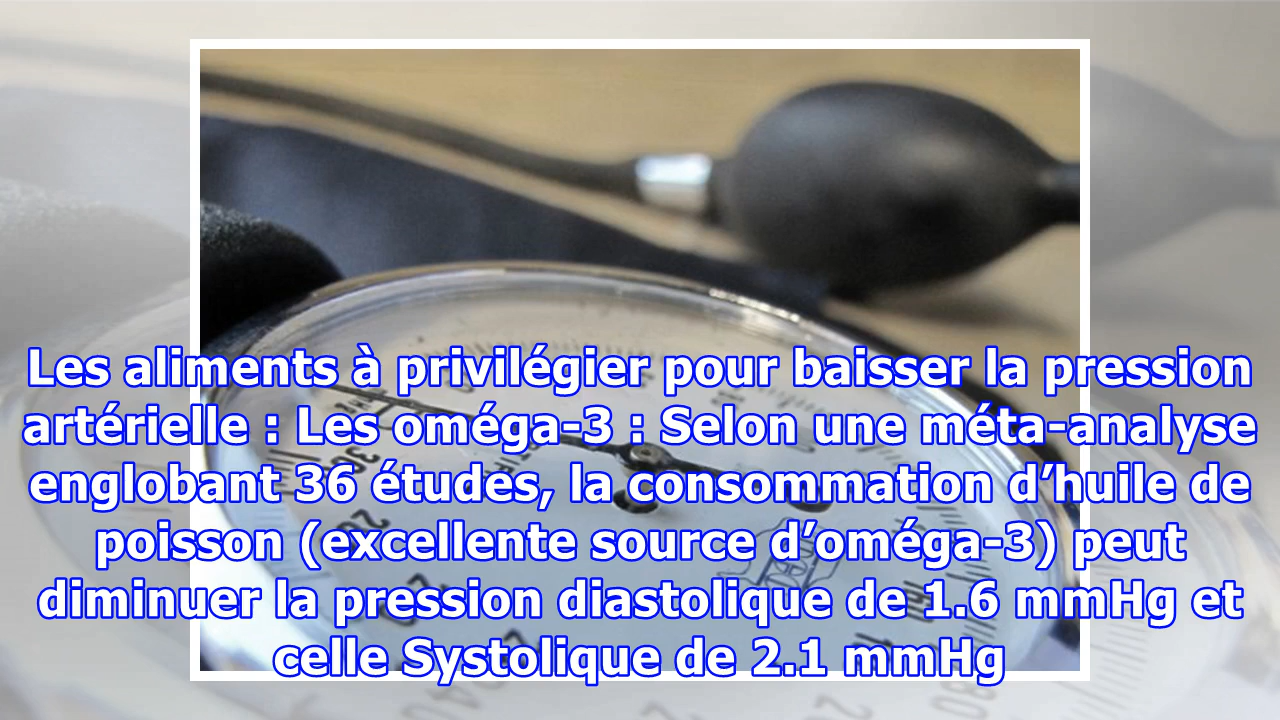 Les aliments à privilégier pour baisser la pression
artérielle : Les oméga-3 : Selon une méta-analyse
englobant 36 études, la consommation d’huile de
poisson (excellente source d’oméga-3) peut
diminuer la pression diastolique de 1.6 mmHg et
celle Systolique de 2.1 mmHg